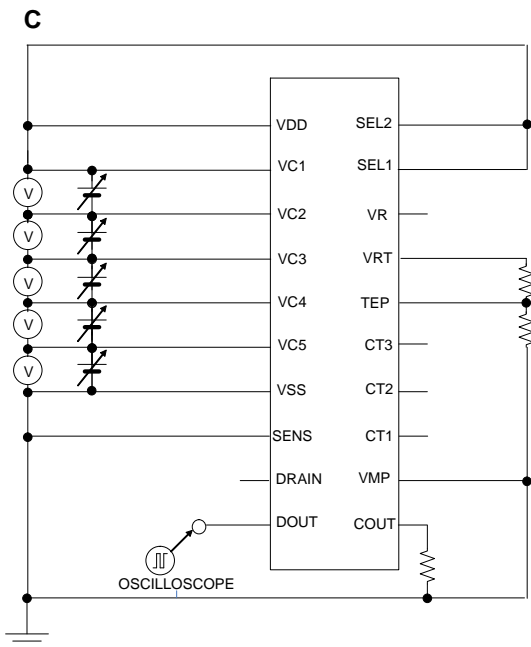 C
VDD
SEL2
VC1
SEL1
V
VC2
VR
V
VC3
VRT
V
VC4
TEP
V
VC5
CT3
V
VSS
CT2
SENS
CT1
DRAIN
VMP
DOUT
COUT
OSCILLOSCOPE